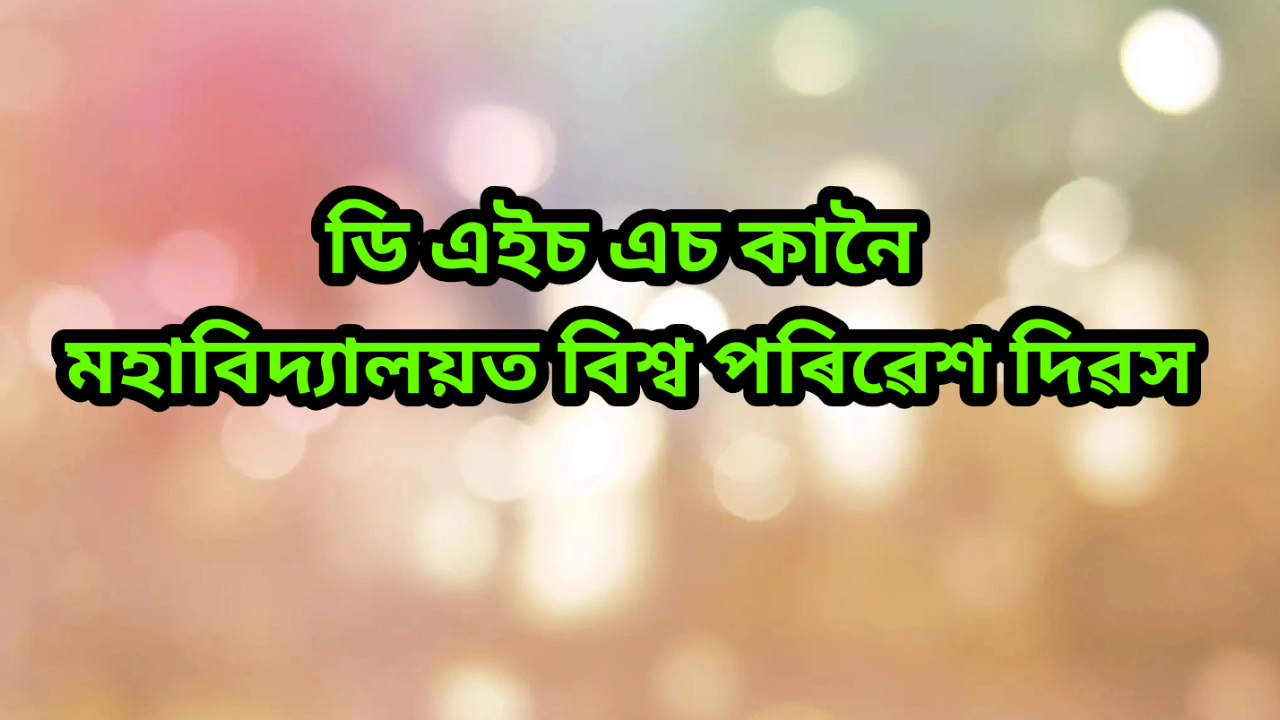 ডি এইচ এচ কানৈ
মহাবিদ্যালয়ত বিশ্ব পৰিৱেশ দিৱস